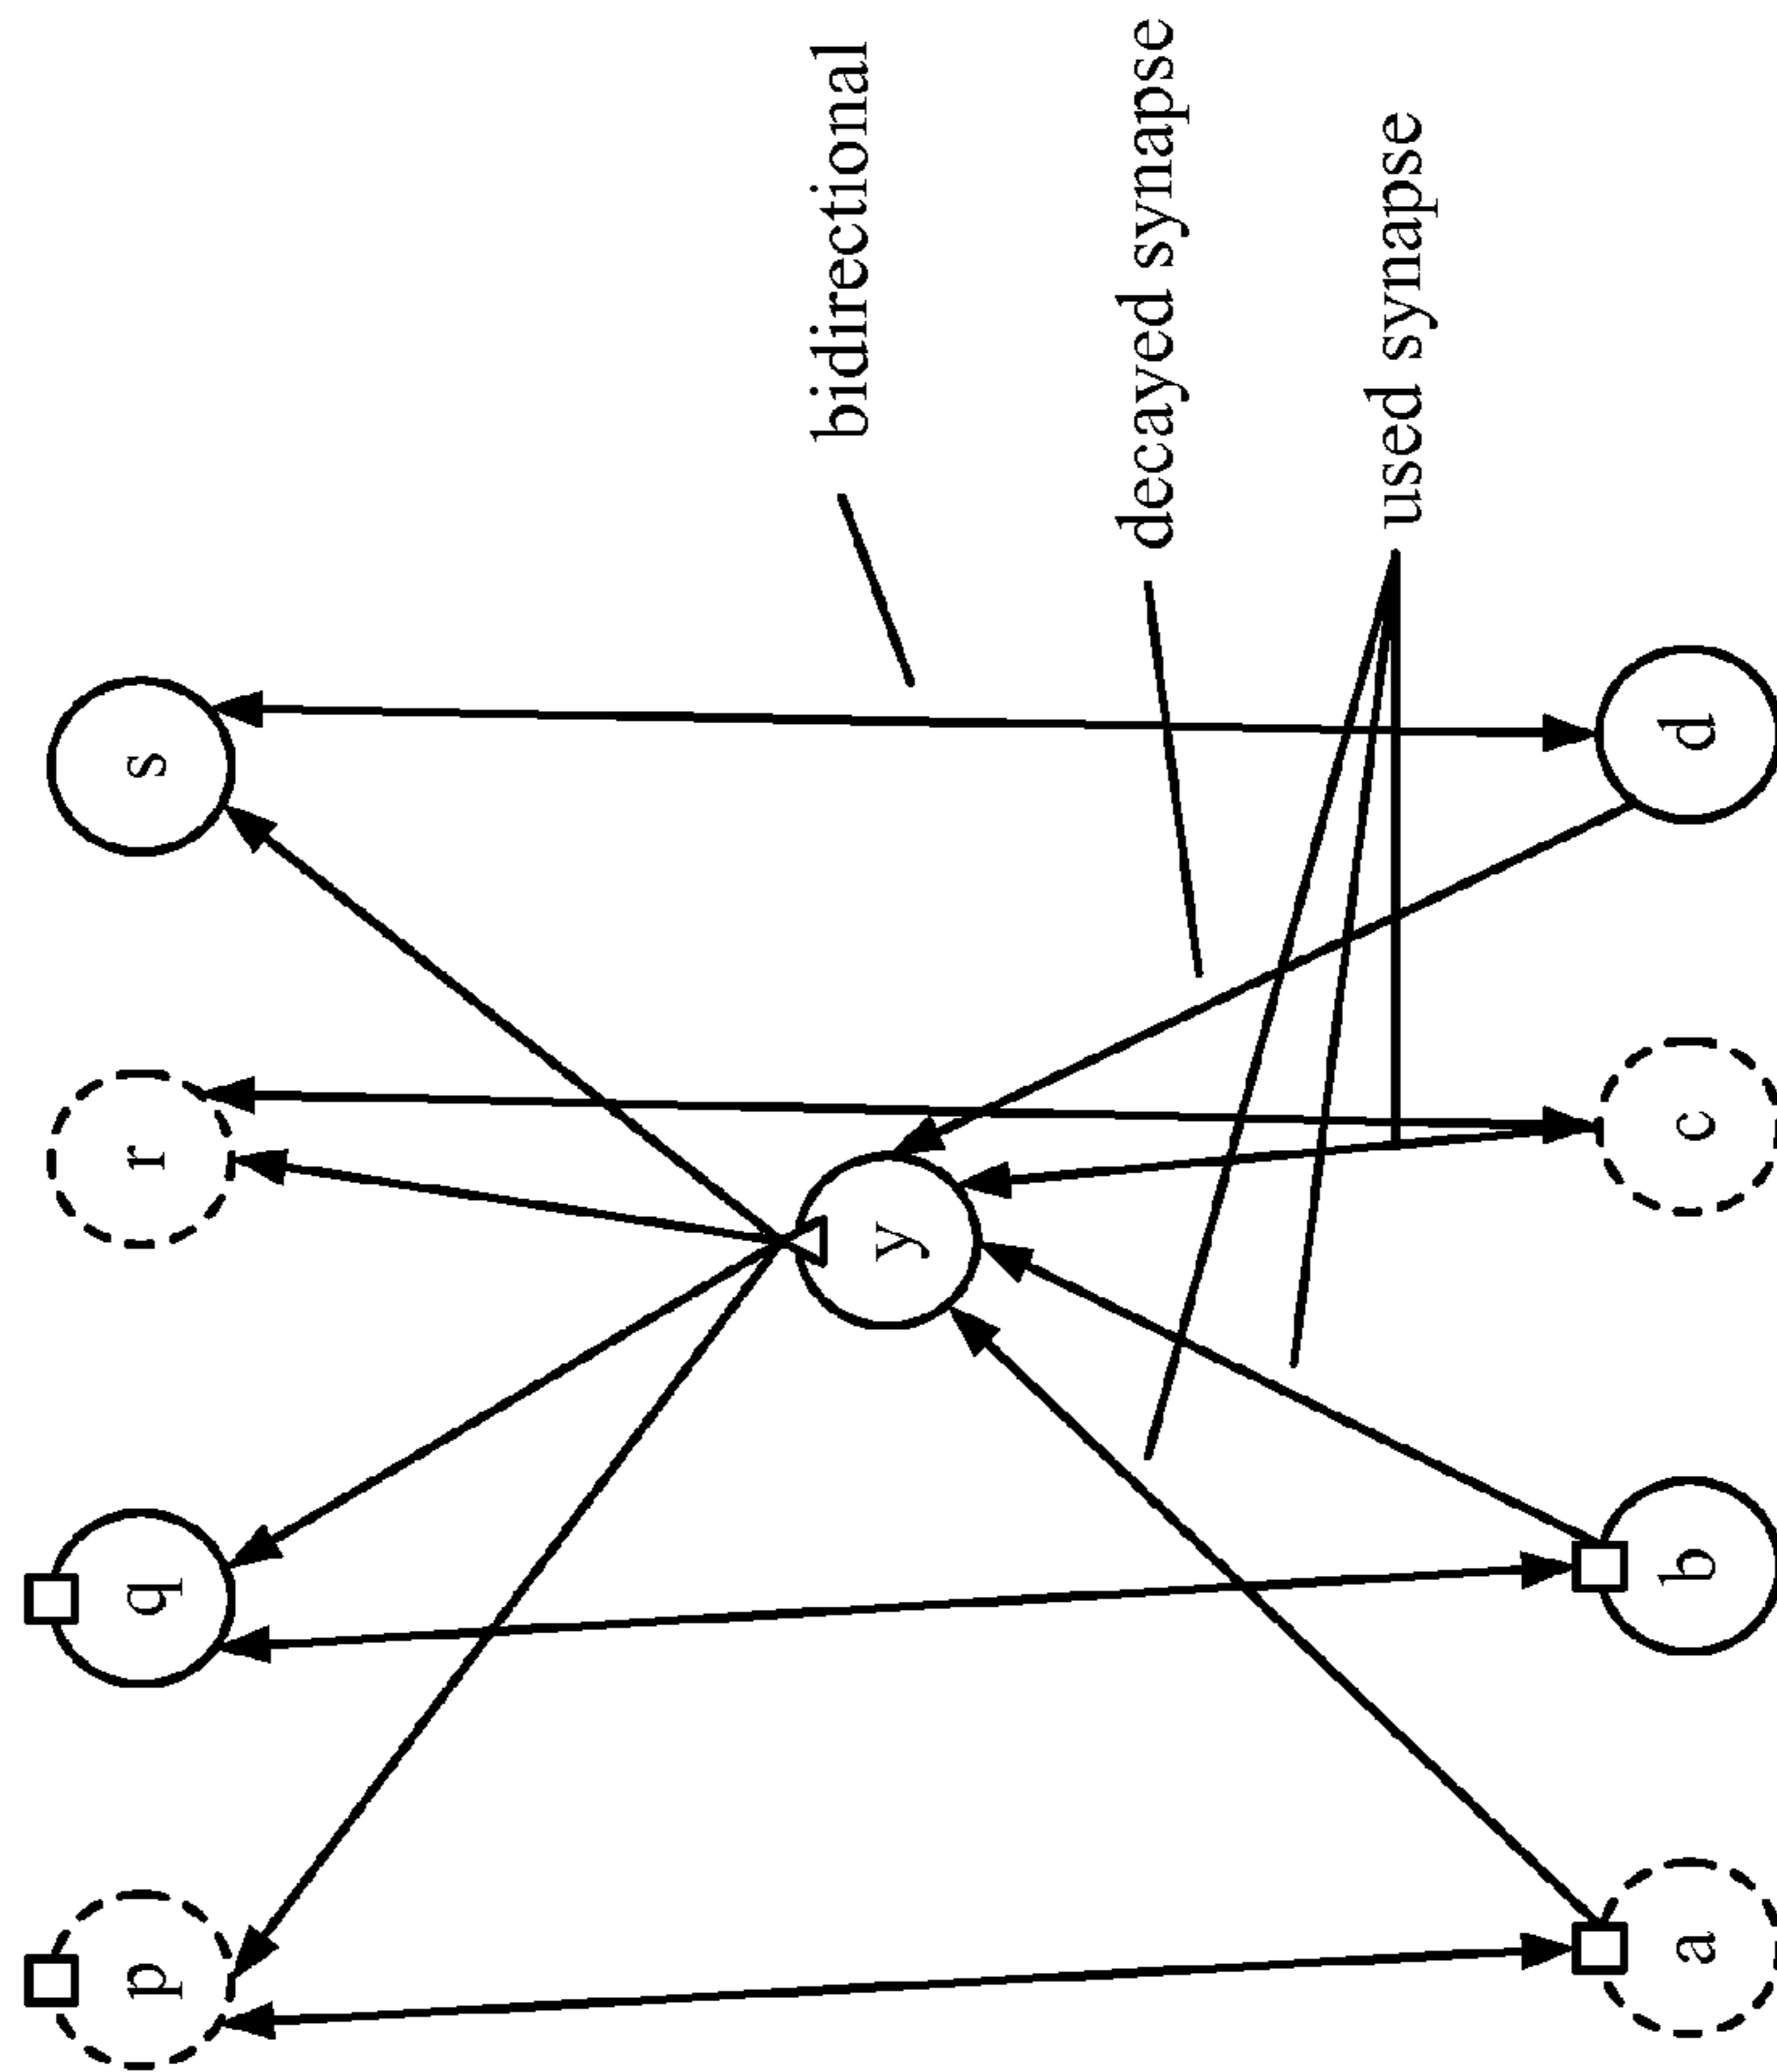 p
q
r
s
y
a
b
c
d
bidirectional
decayed synapse
used synapse